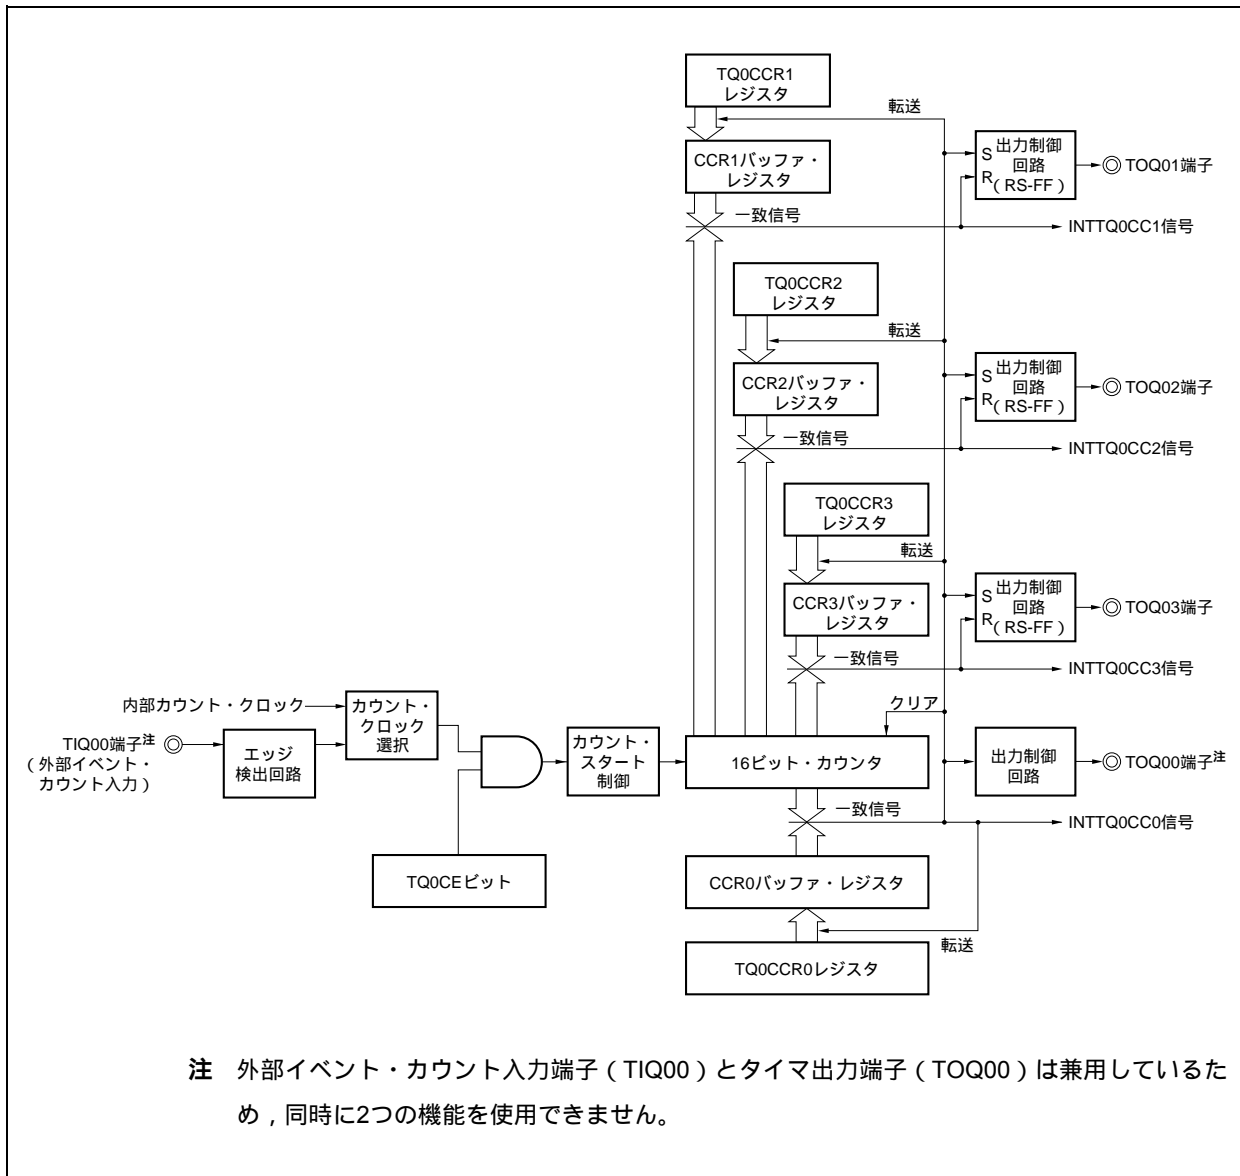 TQ0CCR1
レジスタ
転送
CCR1バッファ・
レジスタ
S 出力制御
回路
R (RS-FF)
TOQ01端子
一致信号
INTTQ0CC1信号
TQ0CCR2
レジスタ
転送
CCR2バッファ・
レジスタ
S 出力制御
回路
R (RS-FF)
TOQ02端子
一致信号
INTTQ0CC2信号
TQ0CCR3
レジスタ
転送
CCR3バッファ・
レジスタ
S 出力制御
回路
R (RS-FF)
TOQ03端子
一致信号
INTTQ0CC3信号
クリア
内部カウント・クロック
カウント・
クロック
選択
TIQ00端子注
(外部イベント・
カウント入力)
エッジ
検出回路
カウント・
スタート
制御
16ビット・カウンタ
出力制御
回路
TOQ00端子注
一致信号
INTTQ0CC0信号
TQ0CEビット
CCR0バッファ・レジスタ
転送
TQ0CCR0レジスタ
注 外部イベント・カウント入力端子(TIQ00)とタイマ出力端子(TOQ00)は兼用しているた
め,同時に2つの機能を使用できません。